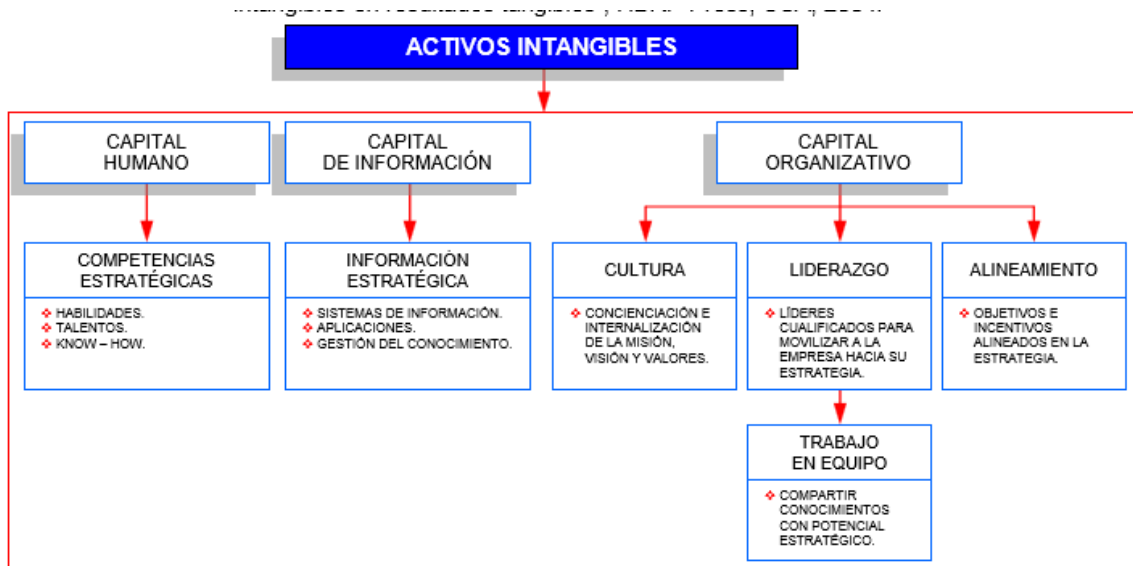 ACTIVOS INTANGIBLES
CAPITAL
HUMANO
CAPITAL
DE INFORMACIÓN
CAPITAL
ORGANIZATIVO
COMPETENCIAS
ESTRATÉGICAS
❖ HABILIDADES.
❖ TALENTOS.
❖ KNOW – HOW.
INFORMACIÓN
ESTRATÉGICA
❖ SISTEMAS DE INFORMACIÓN.
❖ APLICACIONES.
❖ GESTIÓN DEL CONOCIMIENTO.
CULTURA
❖ CONCIENCIACIÓN E
INTERNALIZACIÓN
DE LA MISIÓN,
VISIÓN Y VALORES.
LIDERAZGO
❖ LÍDERES
CUALIFICADOS PARA
MOVILIZAR A LA
EMPRESA HACIA SU
ESTRATEGIA.
ALINEAMIENTO
❖ OBJETIVOS E
INCENTIVOS
ALINEADOS EN LA
ESTRATEGIA.
TRABAJO
EN EQUIPO
❖ COMPARTIR
CONOCIMIENTOS
CON POTENCIAL
ESTRATÉGICO.